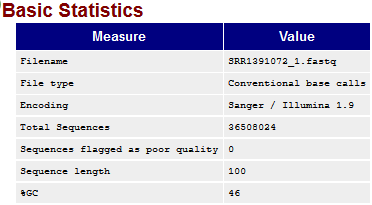 Basic Statistics
Measure Value
Filename SRR1391072_1.fastq
File type Conventional base calls
Encoding Sanger / Illumina 1.9
Total Sequences 36508024
Sequences flagged as poor quality 0
Sequence length 100
%GC 46